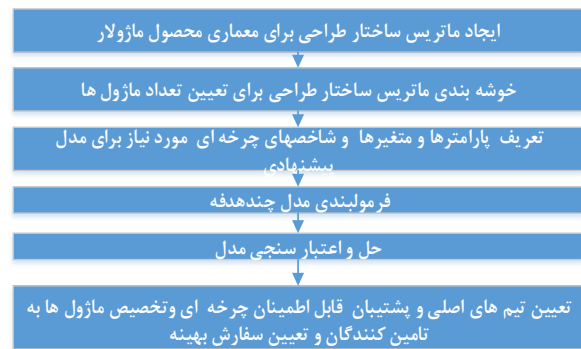 ایجاد ماتریس ساختار طراحی برای معماری محصول ماژولار
خوشه بندی ماتریس ساختار طراحی برای تعیین تعداد ماژول ها
تعریف پارامترها و متغیرها و شاخصهای چرخه ای مورد نیاز برای مدل
پیشنهادی
فرمولبندی مدل چندهدفه
حل و اعتبار سنجی مدل
تعیین تیم های اصلی و پشتیبان قابل اطمینان چرخه ای وتخصیص ماژول ها به
تامین کنندگان و تعیین سفارش بهینه